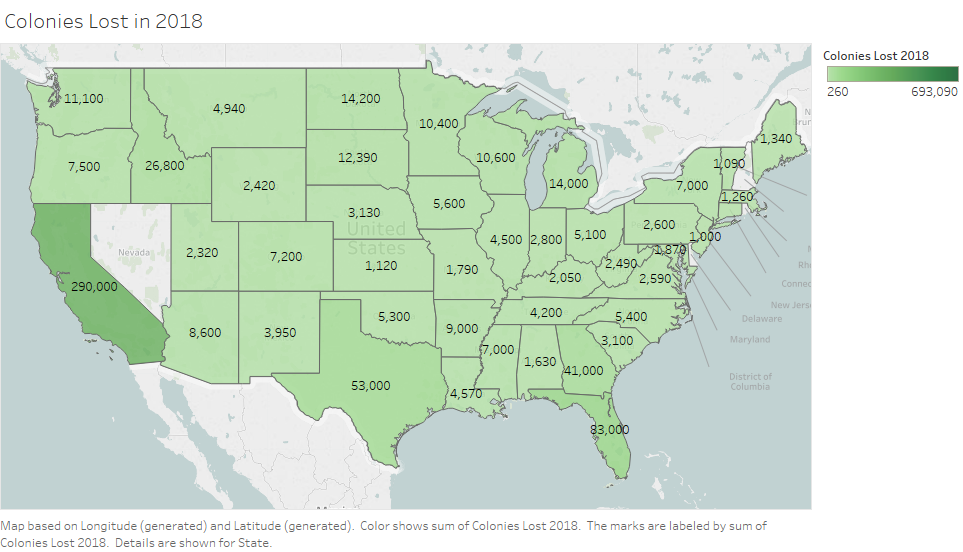 Colonies Lost in 2018
Colonies Lost 2018
260 693,090
11,100
4,940
14,200
10,400
7,500
26,800
2,420
12,390
10,600
14,000
1,340
1,090
7,000
1,260
3,130
5,600
United
States
Nevada
2,320
7,200
1,120
1,790
4,500
2,800
5,100
2,600
1,000
1,870
2,490
2,590
2,050
290,000
8,600
3,950
5,300
9,000
4,200
5,400
3,100
53,000
4,570
7,000
1,630
41,000
83,000
N
Rh
Connec
New Jers
Delaware
Maryland
District of
Columbia
Map based on Longitude (generated) and Latitude (generated).  Color shows sum of Colonies Lost 2018.  The marks are labeled by sum of
Colonies Lost 2018.  Details are shown for State.